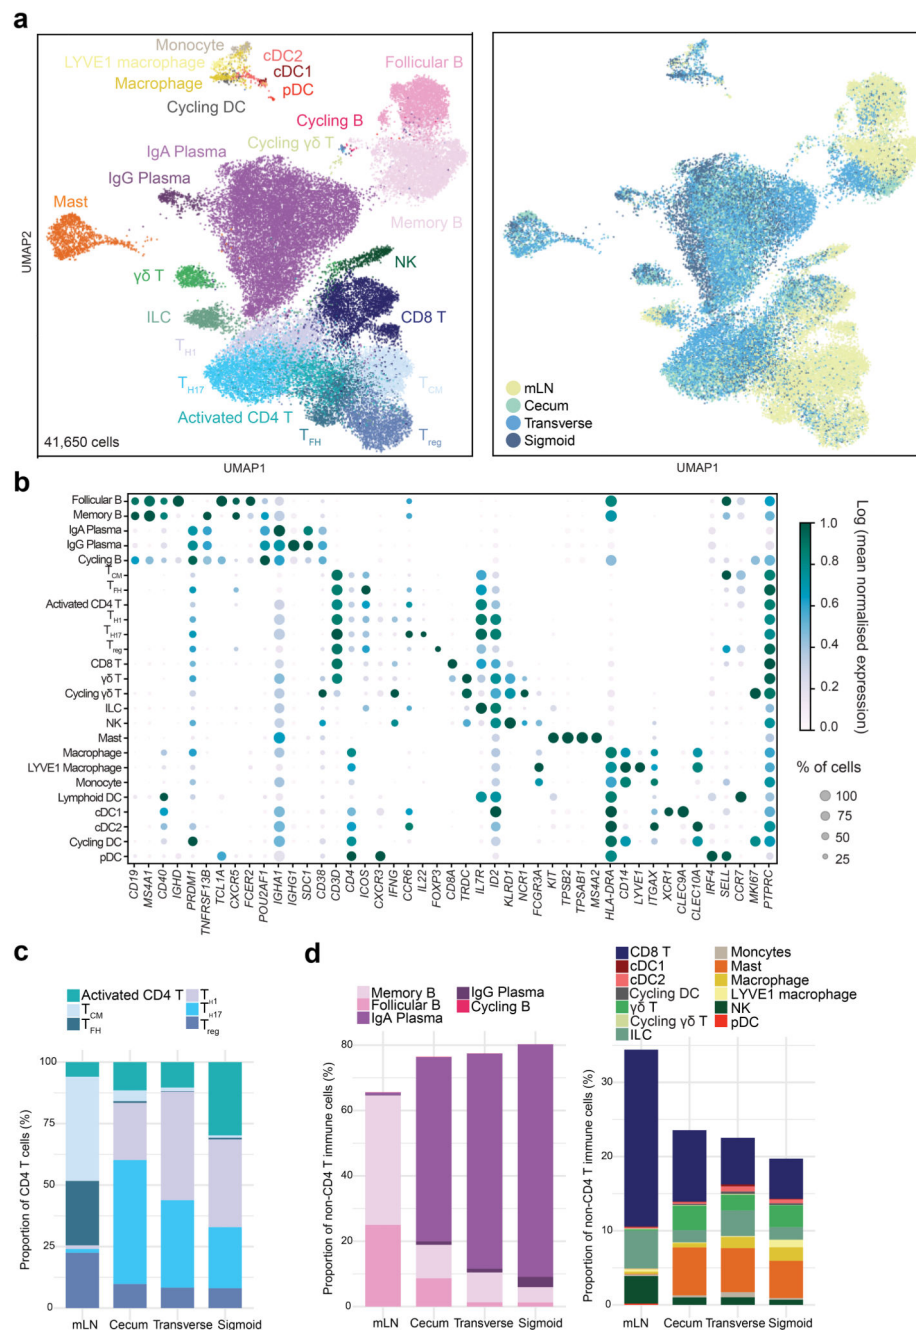 a
Monocyte
LYVE1 macrophage
cDC2
cDC1
Macrophage
pDC
Cycling DC
Follicular B
Cycling B
Cycling γδ T
IgA Plasma
IgG Plasma
Mast
Memory B
NK
γδ T
ILC
CD8 T
TH1
TH17
TCM
Activated CD4 T
TFH
Treg
41,650 cells
UMAP2
UMAP1
mLN
Cecum
Transverse
Sigmoid
UMAP1
b
Follicular B
Memory B
IgA Plasma
IgG Plasma
Cycling B
TCM
TFH
Activated CD4 T
TH1
TH17
Treg
CD8 T
γδ T
Cycling γδ T
ILC
NK
Mast
Macrophage
LYVE1 Macrophage
Monocyte
Lymphoid DC
cDC1
cDC2
Cycling DC
pDC
CD19
MS4A1
CD40
IGHD
PRDM1
TNFRSF13B
TCL1A
CXCR5
FCER2
POU2AF1
IGHA1
IGHG1
SDC1
CD38
CD3D
CD4
ICOS
CXCR3
IFNG
CCR6
IL22
FOXP3
CD8A
TRDC
IL7R
ID2
KLRD1
NCR1
FCGR3A
KIT
TPSB2
TPSAB1
MS4A2
HLA-DRA
CD14
LYVE1
ITGAX
XCR1
CLEC9A
CLEC10A
IRF4
SELL
CCR7
MKI67
PTPRC
1.0
0.8
0.6
0.4
0.2
0.0
Log (mean normalised expression)
% of cells
100
75
50
25
c
Activated CD4 T
TCM
TFH
TH1
TH17
Treg
Proportion of CD4 T cells (%)
100
75
50
25
0
mLN Cecum Transverse Sigmoid
d
Memory B
Follicular B
IgA Plasma
IgG Plasma
Cycling B
Proportion of non-CD4 T immune cells (%)
80
60
40
20
0
mLN Cecum Transverse Sigmoid
CD8 T
cDC1
cDC2
Cycling DC
γδ T
Cycling γδ T
ILC
Moncytes
Mast
Macrophage
LYVE1 macrophage
NK
pDC
Proportion of non-CD4 T immune cells (%)
30
20
10
0
mLN Cecum Transverse Sigmoid